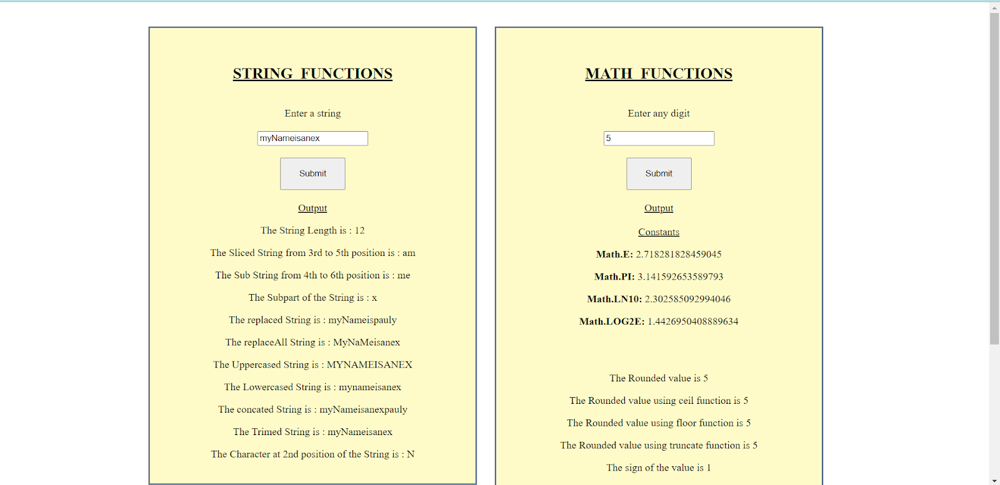 STRING FUNCTIONS
Enter a string
myNameisanex
Submit
Output
The String Length is : 12
The Sliced String from 3rd to 5th position is : am
The Sub String from 4th to 6th position is : me
The Subpart of the String is : x
The replaced String is : myNameispauly
The replaceAll String is : MyNaMeisanex
The Uppercased String is : MYNAMEISANEX
The Lowercased String is : mynameisanex
The concated String is : myNameisanexpauly
The Trimed String is : myNameisanex
The Character at 2nd position of the String is : N
MATH FUNCTIONS
Enter any digit
5
Submit
Output
Constants
Math.E: 2.718281828459045
Math.PI: 3.141592653589793
Math.LN10: 2.302585092994046
Math.LOG2E: 1.4426950408889634
The Rounded value is 5
The Rounded value using ceil function is 5
The Rounded value using floor function is 5
The Rounded value using truncate function is 5
The sign of the value is 1